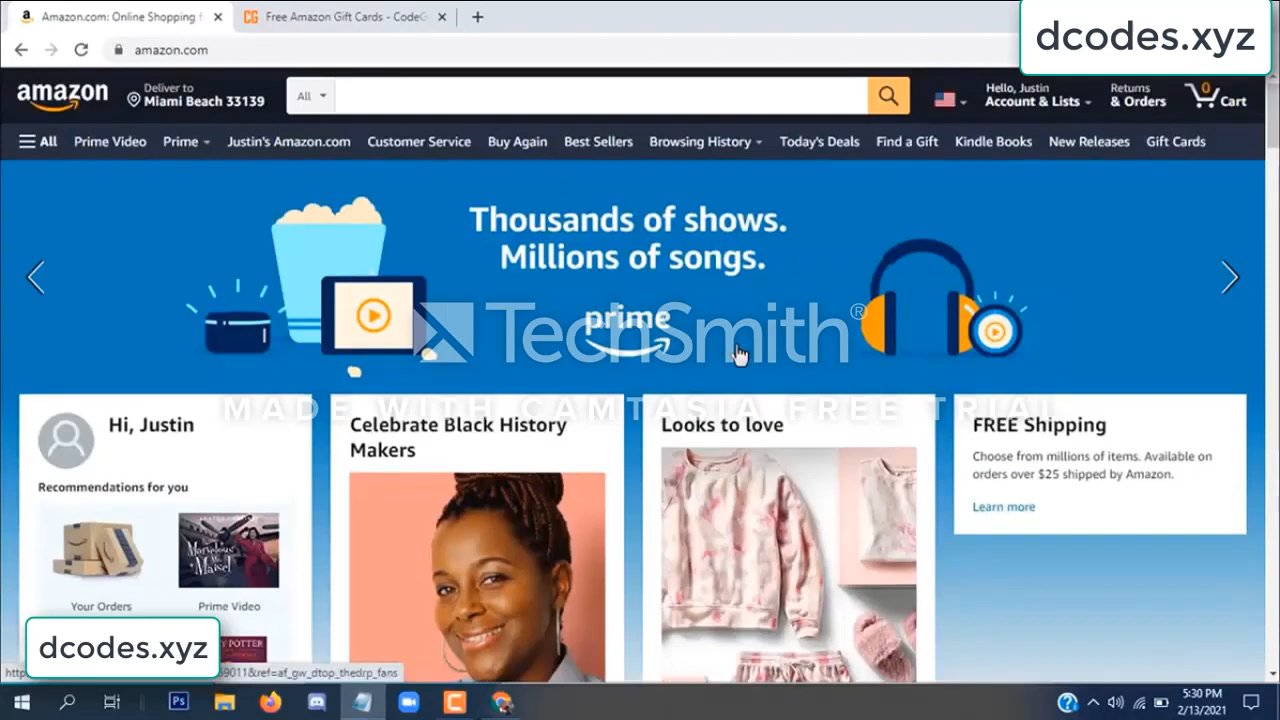 Amazon.com: Online Shopping f
Free Amazon Gift Cards - CodeG
dcodes.xyz
amazon.com
amazon
Deliver to
Miami Beach 33139
All
Hello, Justin
Account & Lists
Returns
& Orders
0
Cart
All
Prime Video
Prime
Justin's Amazon.com
Customer Service
Buy Again
Best Sellers
Browsing History
Today's Deals
Find a Gift
Kindle Books
New Releases
Gift Cards
Thousands of shows.
Millions of songs.
prime
TechSmith®
MADE WITH CAMTASIA FREE TRIAL
Hi, Justin
Recommendations for you
Your Orders
Prime Video
Celebrate Black History
Makers
Looks to love
FREE Shipping
Choose from millions of items. Available on
orders over $25 shipped by Amazon.
Learn more
Marvelous
Mrs.
Maisel
POTTER
dcodes.xyz
9011&ref=af_gw_dtop_thedrp_fans
Ps
5:30 PM
2/13/2021